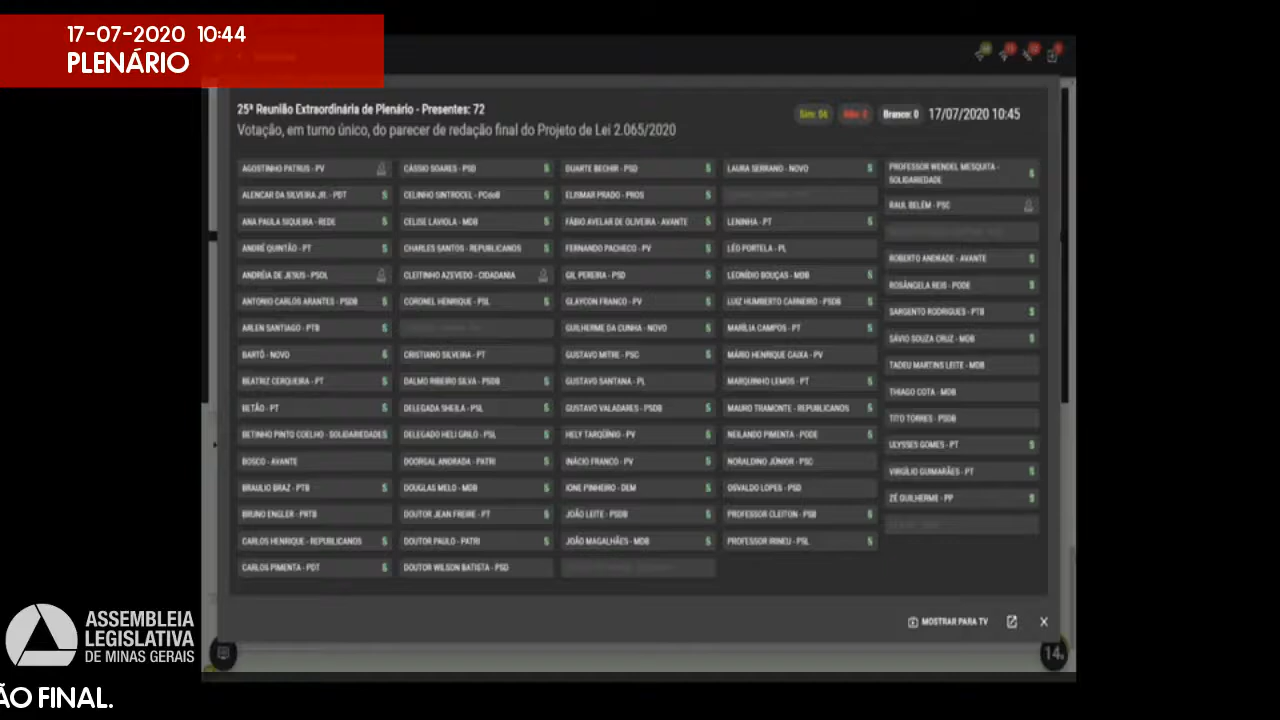 17-07-2020 10:44
PLENÁRIO
25ª Reunião Extraordinária de Plenário - Presentes: 72
Branco: 0
17/07/2020 10:45
Votação, em turno único, do parecer de redação final do Projeto de Lei 2.065/2020
AGOSTINHO PATRUS - PV
ALENCAR DA SILVEIRA JR. - PDT S
ANA PAULA SIQUEIRA - REDE S
ANDRÉ QUINTÃO - PT S
ANDRÉIA DE JESUS - PSOL
ANTONIO CARLOS ARANTES - PSDB S
ARLEN SANTIAGO - PTB S
BARTÔ - NOVO S
BEATRIZ CERQUEIRA - PT S
BETÃO - PT S
BETINHO PINTO COELHO - SOLIDARIEDADE S
BOSCO - AVANTE
BRAULIO BRAZ - PTB S
BRUNO ENGLER - PRTB
CARLOS HENRIQUE - REPUBLICANOS S
CARLOS PIMENTA - PDT S
CÁSSIO SOARES - PSD S
CELINHO SINTROCEL - PCdoB S
CELISE LAVIOLA - MDB S
CHARLES SANTOS - REPUBLICANOS S
CLEITINHO AZEVEDO - CIDADANIA
CORONEL HENRIQUE - PSL S
CRISTIANO SILVEIRA - PT
DALMO RIBEIRO SILVA - PSDB S
DELEGADA SHEILA - PSL S
DELEGADO HELI GRILO - PSL S
DOORGAL ANDRADA - PATRI S
DOUGLAS MELO - MDB S
DOUTOR JEAN FREIRE - PT S
DOUTOR PAULO - PATRI S
DOUTOR WILSON BATISTA - PSD
DUARTE BECHIR - PSD S
ELISMAR PRADO - PROS
FÁBIO AVELAR DE OLIVEIRA - AVANTE S
FERNANDO PACHECO - PV S
GIL PEREIRA - PSD S
GLAYCON FRANCO - PV S
GUILHERME DA CUNHA - NOVO S
GUSTAVO MITRE - PSC S
GUSTAVO SANTANA - PL
GUSTAVO VALADARES - PSDB S
HELY TARQÜÍNIO - PV S
INÁCIO FRANCO - PV S
IONE PINHEIRO - DEM S
JOÃO LEITE - PSDB S
JOÃO MAGALHÃES - MDB S
LAURA SERRANO - NOVO S
LENINHA - PT S
LÉO PORTELA - PL
LEONÍDIO BOUÇAS - MDB S
LUIZ HUMBERTO CARNEIRO - PSDB S
MARÍLIA CAMPOS - PT S
MÁRIO HENRIQUE CAIXA - PV
MARQUINHO LEMOS - PT S
MAURO TRAMONTE - REPUBLICANOS S
NEILANDO PIMENTA - PODE S
NORALDINO JÚNIOR - PSC
OSVALDO LOPES - PSD
PROFESSOR CLEITON - PSB S
PROFESSOR IRINEU - PSL S
PROFESSOR WENDEL MESQUITA -
SOLIDARIEDADE S
RAUL BELÉM - PSC
ROBERTO ANDRADE - AVANTE S
ROSÂNGELA REIS - PODE S
SARGENTO RODRIGUES - PTB S
SÁVIO SOUZA CRUZ - MDB S
TADEU MARTINS LEITE - MDB
THIAGO COTA - MDB
TITO TORRES - PSDB
ULYSSES GOMES - PT S
VIRGÍLIO GUIMARÃES - PT S
ZÉ GUILHERME - PP S
MOSTRAR PARA TV
ASSEMBLEIA
LEGISLATIVA
DE MINAS GERAIS
ÃO FINAL.